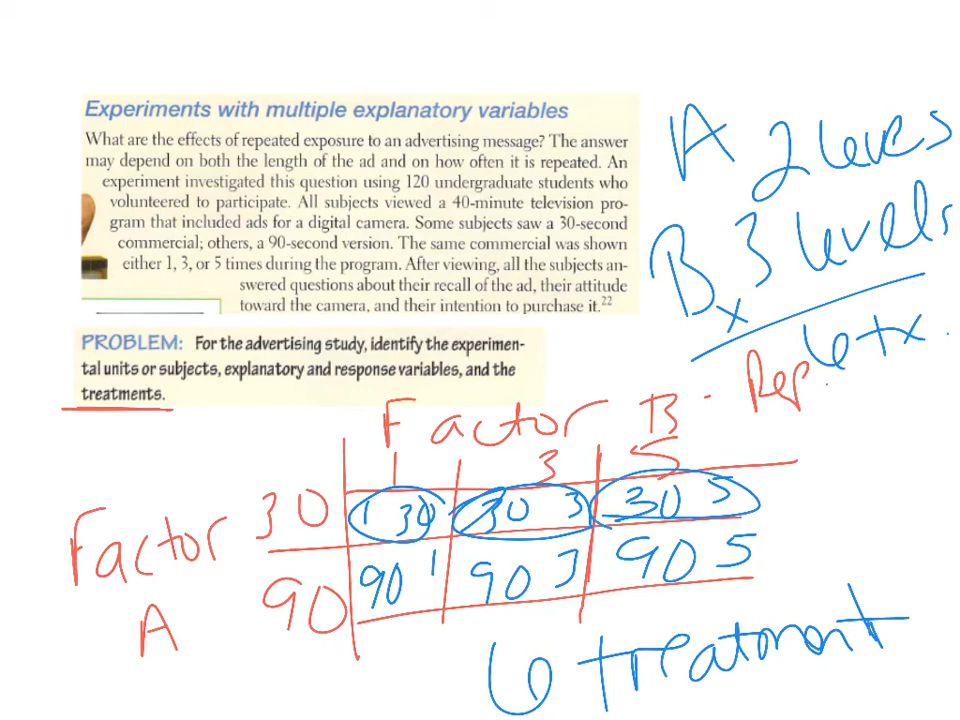 Experiments with multiple explanatory variables
What are the effects of repeated exposure to an advertising message? The answer
may depend on both the length of the ad and on how often it is repeated. An
experiment investigated this question using 120 undergraduate students who
volunteered to participate. All subjects viewed a 40-minute television pro-
gram that included ads for a digital camera. Some subjects saw a 30-second
commercial; others, a 90-second version. The same commercial was shown
either 1, 3, or 5 times during the program. After viewing, all the subjects an-
swered questions about their recall of the ad, their attitude
toward the camera, and their intention to purchase it.22
PROBLEM: For the advertising study, identify the experimen-
tal units or subjects, explanatory and response variables, and the
treatments.
A 2 levels
B x 3 levels
6 tx.
Factor B - Rep.
1 3 5
Factor A
30 1 30 30 3 30 5
90 90 1 90 3 90 5
6 treatment